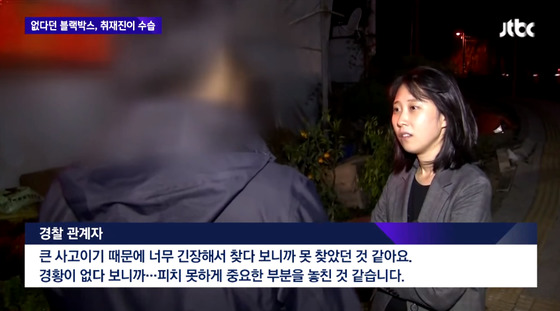 없다던 블랙박스, 취재진이 수습
jtbc
경찰 관계자
큰 사고이기 때문에 너무 긴장해서 찾다 보니까 못 찾았던 것 같아요.
경황이 없다 보니까…피치 못하게 중요한 부분을 놓친 것 같습니다.